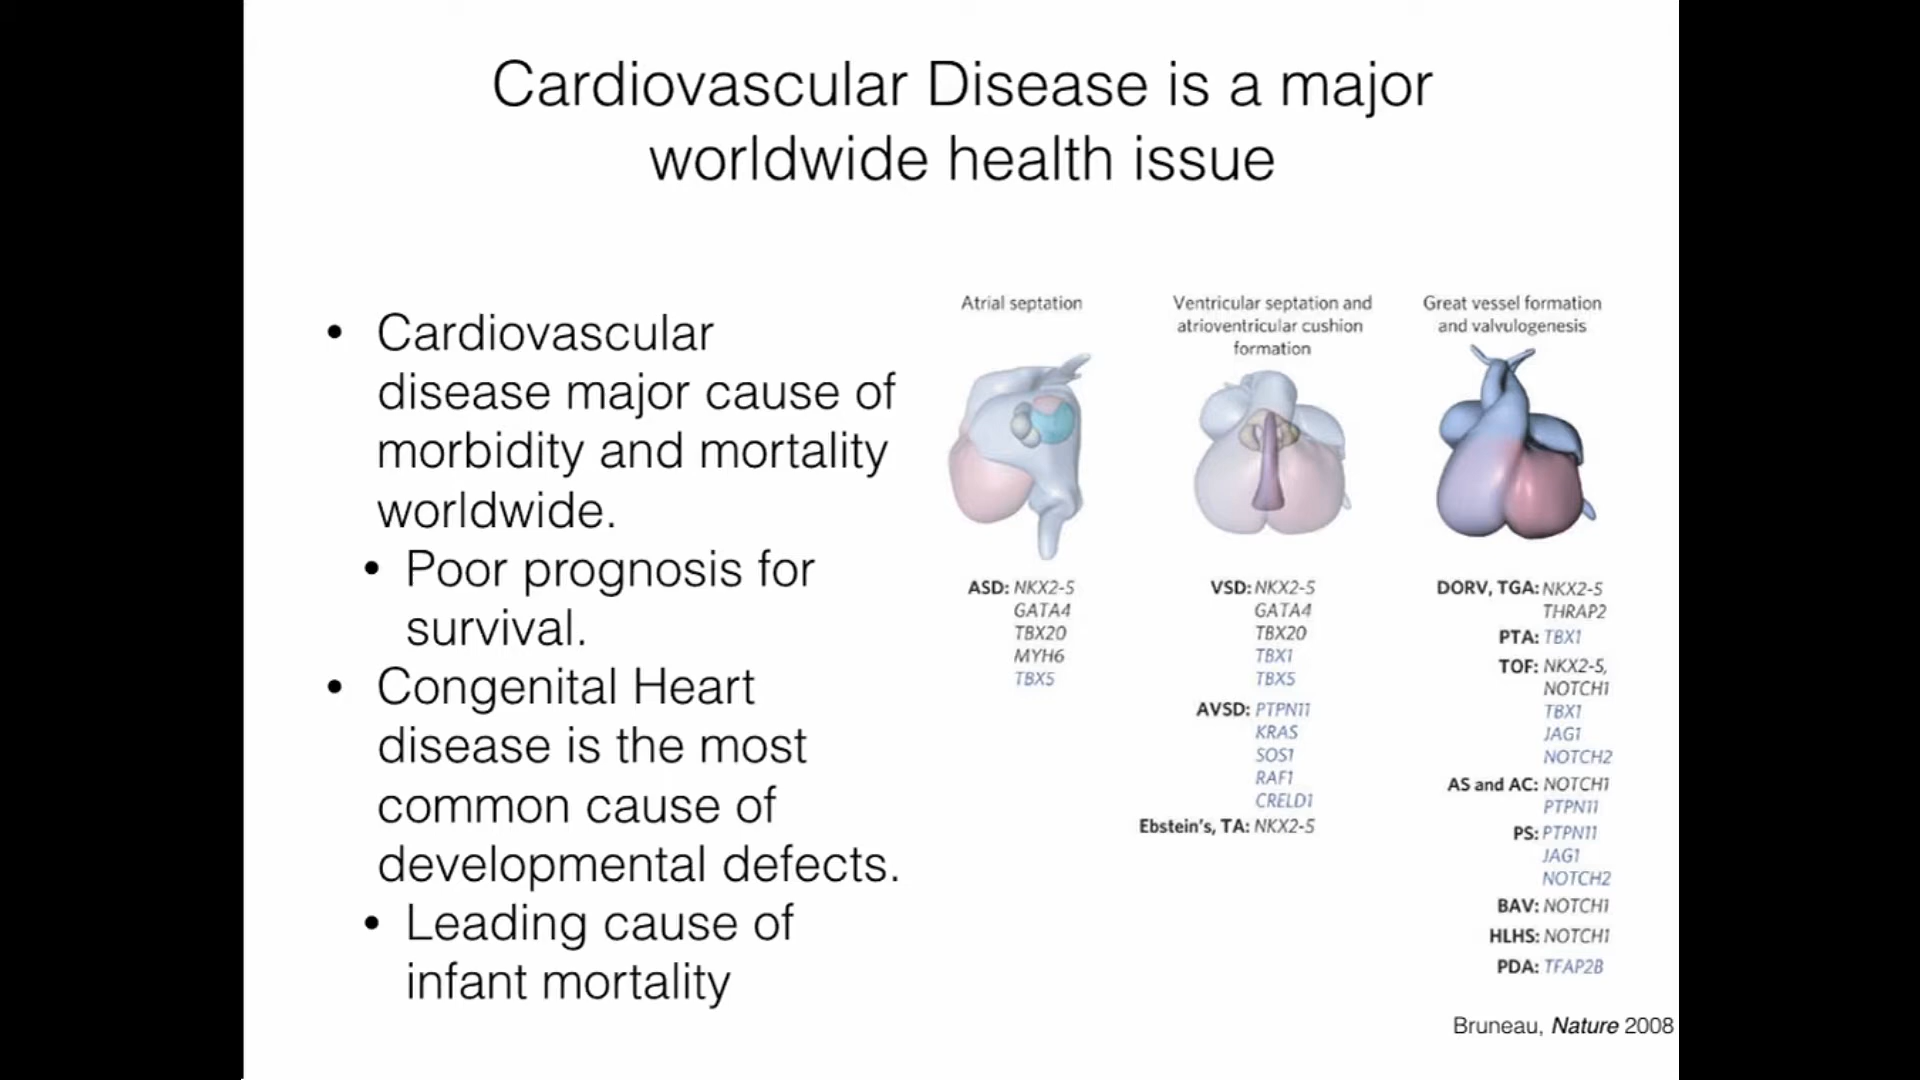 Cardiovascular Disease is a major
worldwide health issue
• Cardiovascular
disease major cause of
morbidity and mortality
worldwide.
• Poor prognosis for
survival.
• Congenital Heart
disease is the most
common cause of
developmental defects.
• Leading cause of
infant mortality
Atrial septation
ASD: NKX2-5
GATA4
TBX20
MYH6
TBX5
Ventricular septation and
atrioventricular cushion
formation
VSD: NKX2-5
GATA4
TBX20
TBX1
TBX5
AVSD: PTPN11
KRAS
SOS1
RAF1
CRELD1
Ebstein's, TA: NKX2-5
Great vessel formation
and valvulogenesis
DORV, TGA: NKX2-5
THRAP2
PTA: TBX1
TOF: NKX2-5,
NOTCH1
TBX1
JAG1
NOTCH2
AS and AC: NOTCH1
PTPN11
PS: PTPN11
JAG1
NOTCH2
BAV: NOTCH1
HLHS: NOTCH1
PDA: TFAP2B
Bruneau, Nature 2008